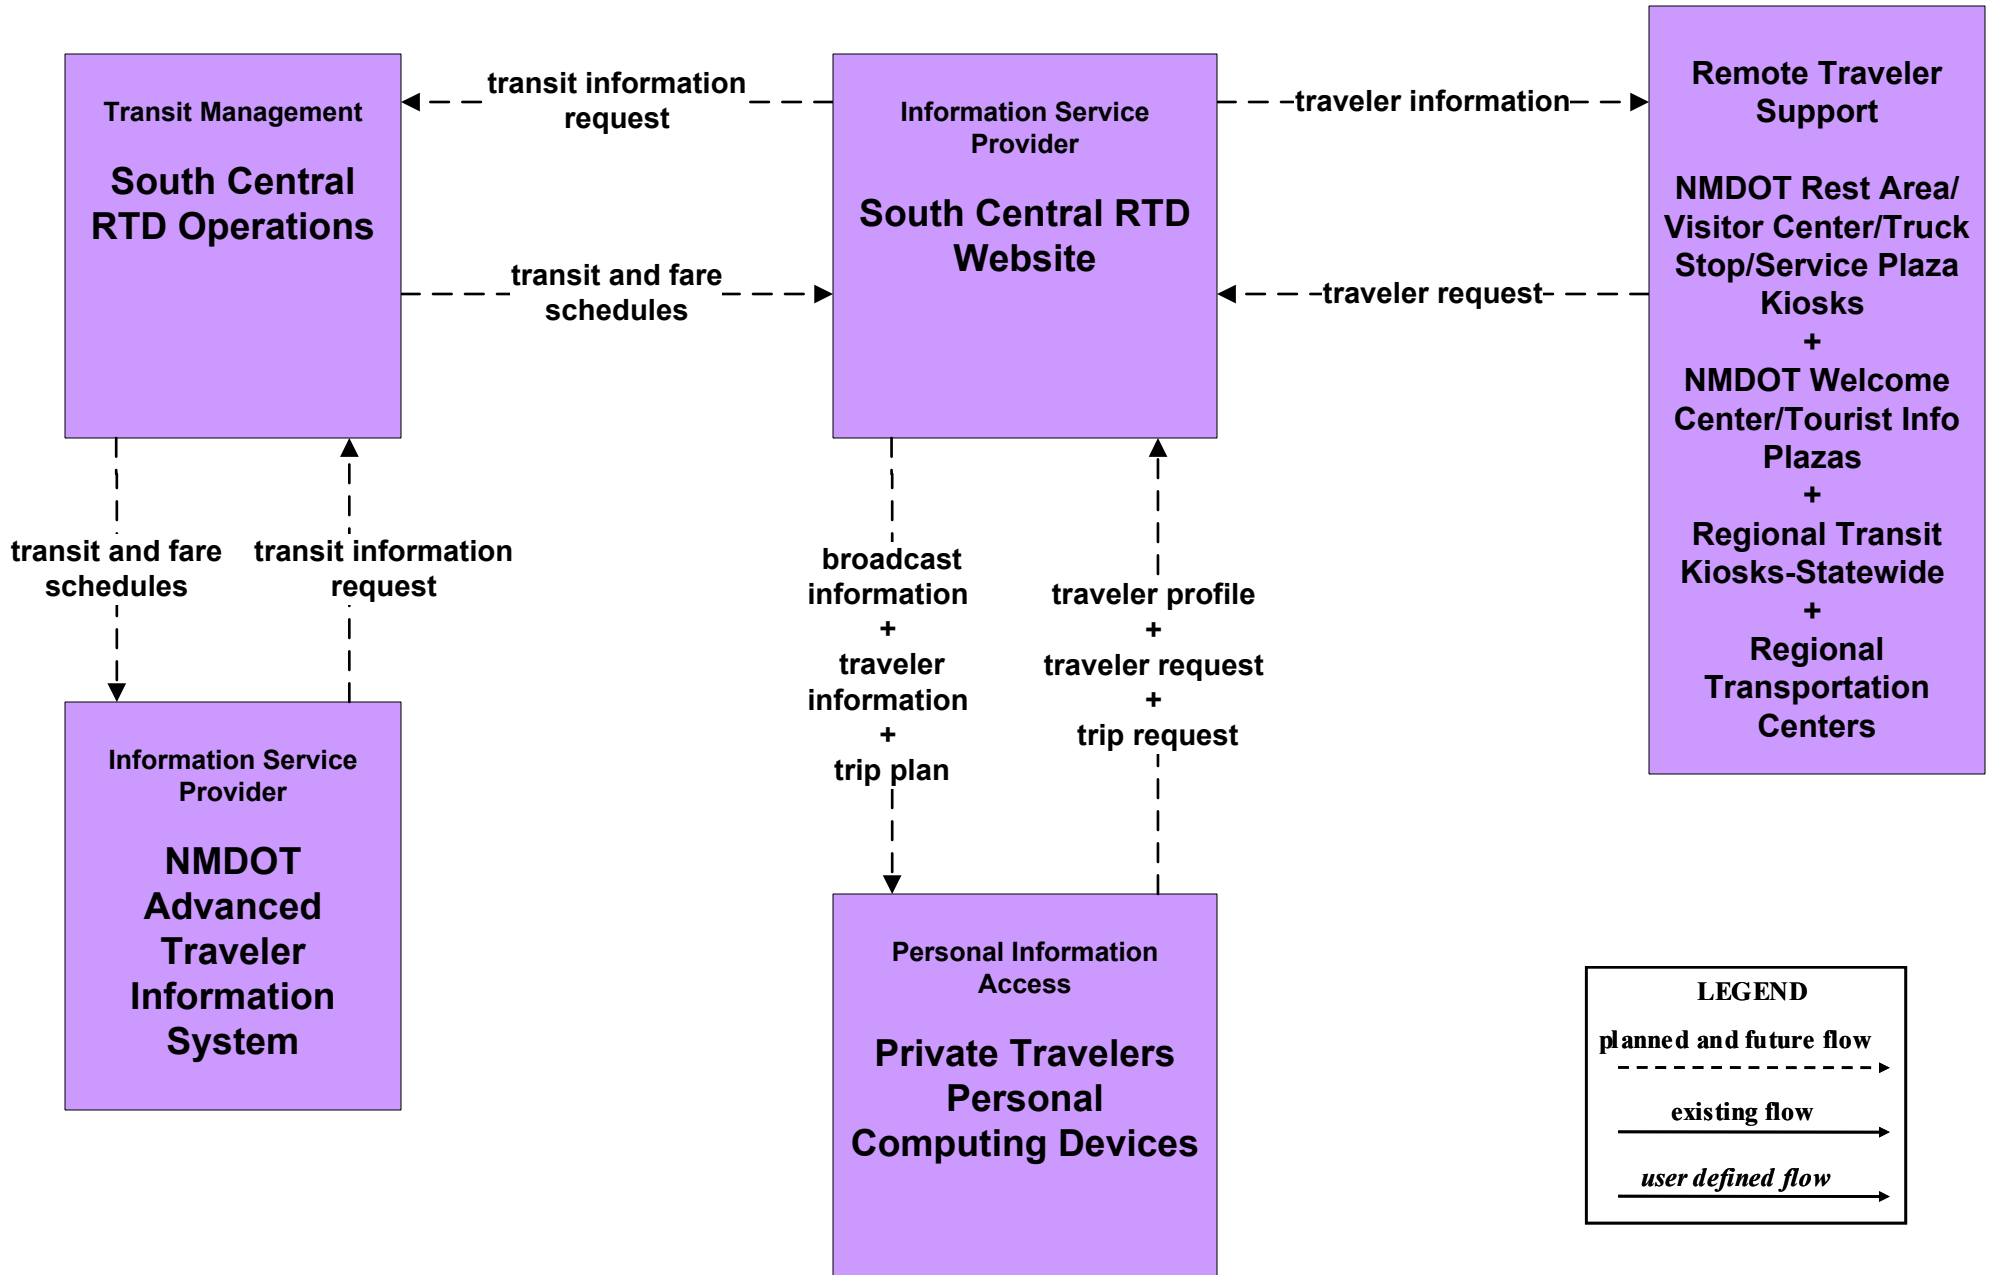 Transit Management
South Central
RTD Operations
transit information
request
transit and fare
schedules
Information Service
Provider
South Central RTD
Website
traveler information
traveler request
Remote Traveler
Support
NMDOT Rest Area/
Visitor Center/Truck
Stop/Service Plaza
Kiosks
+
NMDOT Welcome
Center/Tourist Info
Plazas
+
Regional Transit
Kiosks-Statewide
+
Regional
Transportation
Centers
transit and fare
schedules
transit information
request
broadcast
information
+
traveler
information
+
trip plan
traveler profile
+
traveler request
+
trip request
Information Service
Provider
NMDOT
Advanced
Traveler
Information
System
Personal Information
Access
Private Travelers
Personal
Computing Devices
LEGEND
planned and future flow
existing flow
user defined flow